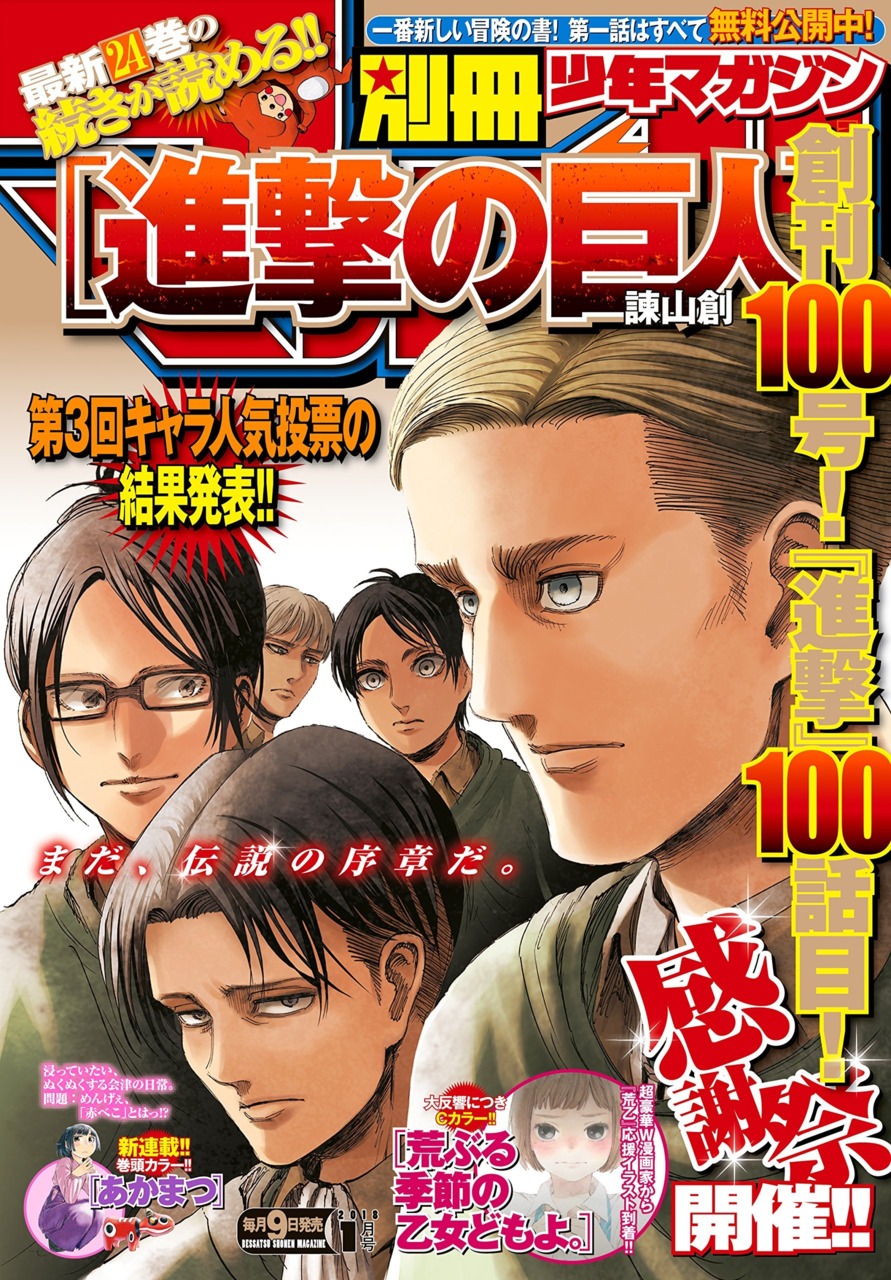 一番新しい冒険の書! 第一話はすべて無料公開中!
最新24巻の
続きが読める!!
別冊少年マガジン
[進撃の巨人]
諫山創
創刊100号!『進撃』100話目!
感謝祭
開催!!
第3回キャラ人気投票の
結果発表!!
まだ、伝説の序章だ。
浸っていたい、
ぬくぬくする会津の日常。
問題:めんげぇ、
「赤べこ」とはっ!?
新連載!!
巻頭カラー!!
[あかまつ]
毎月9日発売
BESSATSU SHONEN MAGAZINE
2018
1月号
大反響につき
Cカラー!!
[荒ぶる
季節の
乙女どもよ。]
超豪華W漫画家から
『荒乙』応援イラスト到着!!